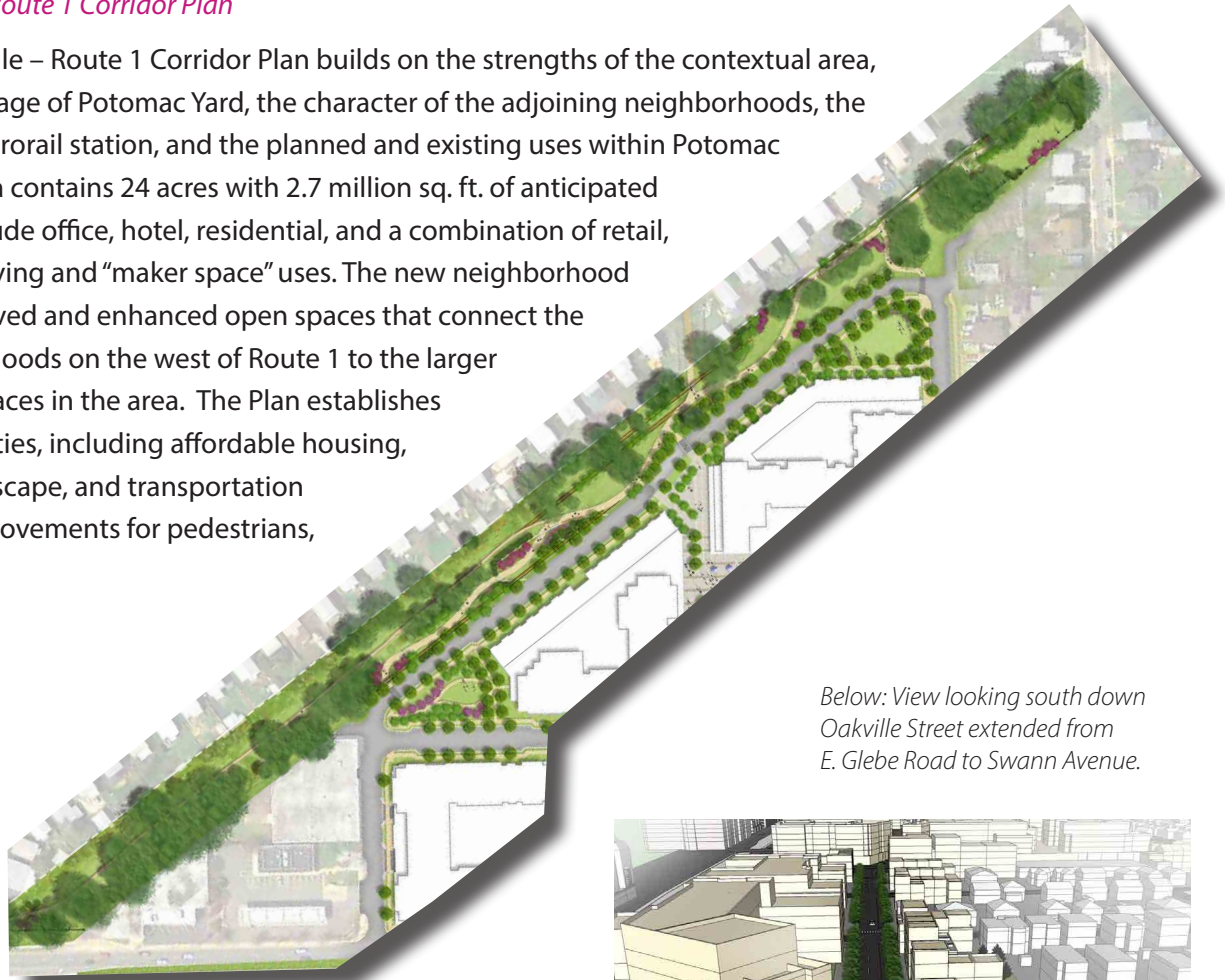 Route 1 Corridor Plan
le – Route 1 Corridor Plan builds on the strengths of the contextual area,
age of Potomac Yard, the character of the adjoining neighborhoods, the
rorail station, and the planned and existing uses within Potomac
contains 24 acres with 2.7 million sq. ft. of anticipated
ude office, hotel, residential, and a combination of retail,
ving and “maker space” uses. The new neighborhood
ved and enhanced open spaces that connect the
oods on the west of Route 1 to the larger
aces in the area. The Plan establishes
ties, including affordable housing,
scape, and transportation
ovements for pedestrians,
Below: View looking south down
Oakville Street extended from
E. Glebe Road to Swann Avenue.